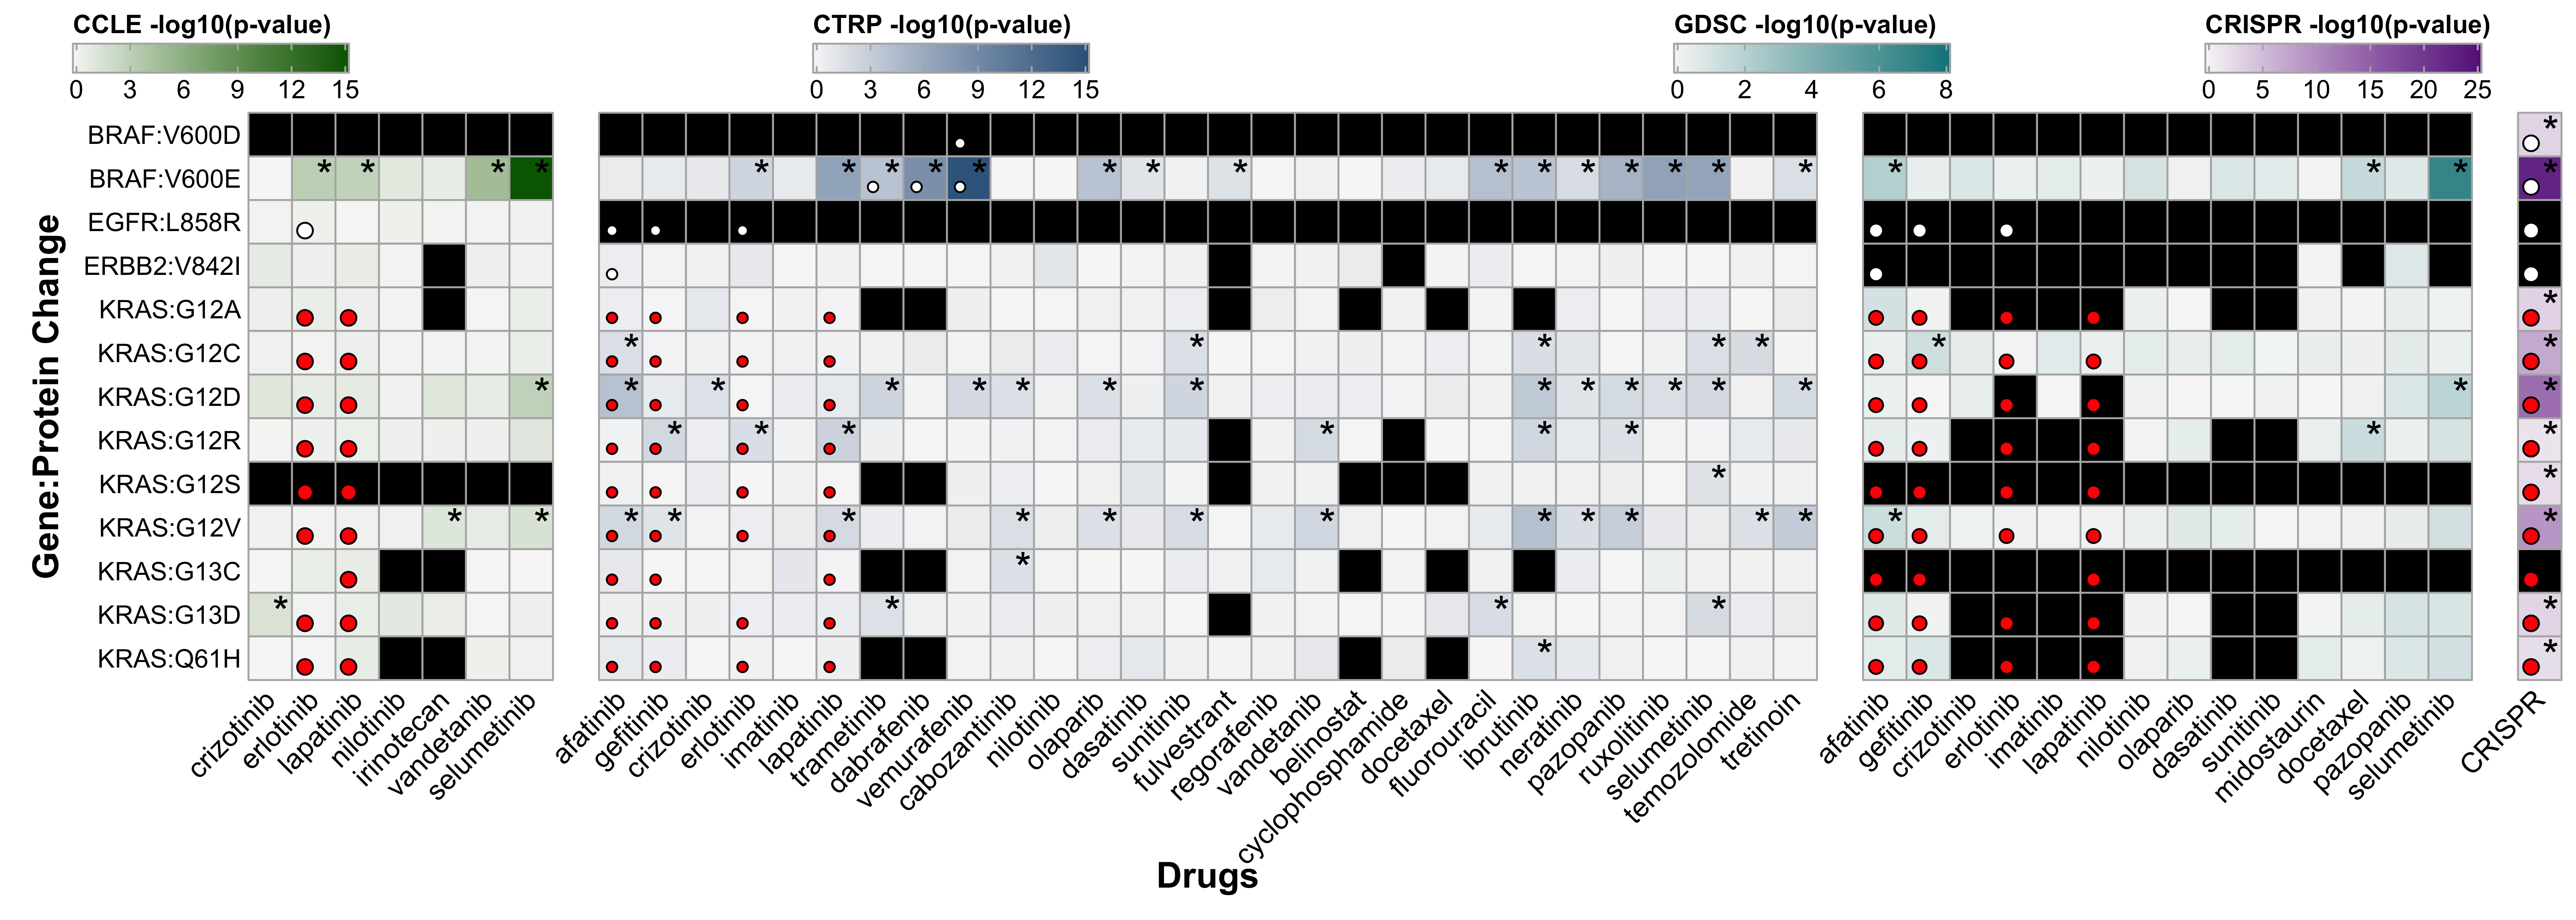 CCLE -log10(p-value)
0 3 6 9 12 15
CTRP -log10(p-value)
0 3 6 9 12 15
GDSC -log10(p-value)
0 2 4 6 8
CRISPR -log10(p-value)
0 5 10 15 20 25
Gene:Protein Change
BRAF:V600D
BRAF:V600E
EGFR:L858R
ERBB2:V842I
KRAS:G12A
KRAS:G12C
KRAS:G12D
KRAS:G12R
KRAS:G12S
KRAS:G12V
KRAS:G13C
KRAS:G13D
KRAS:Q61H
crizotinib
erlotinib
lapatinib
nilotinib
irinotecan
vandetanib
selumetinib
afatinib
gefitinib
crizotinib
erlotinib
imatinib
lapatinib
trametinib
dabrafenib
vemurafenib
cabozantinib
nilotinib
olaparib
dasatinib
sunitinib
fulvestrant
regorafenib
vandetanib
belinostat
cyclophosphamide
docetaxel
fluorouracil
ibrutinib
neratinib
pazopanib
ruxolitinib
selumetinib
temozolomide
tretinoin
afatinib
gefitinib
crizotinib
erlotinib
imatinib
lapatinib
nilotinib
olaparib
dasatinib
sunitinib
midostaurin
docetaxel
pazopanib
selumetinib
CRISPR
Drugs